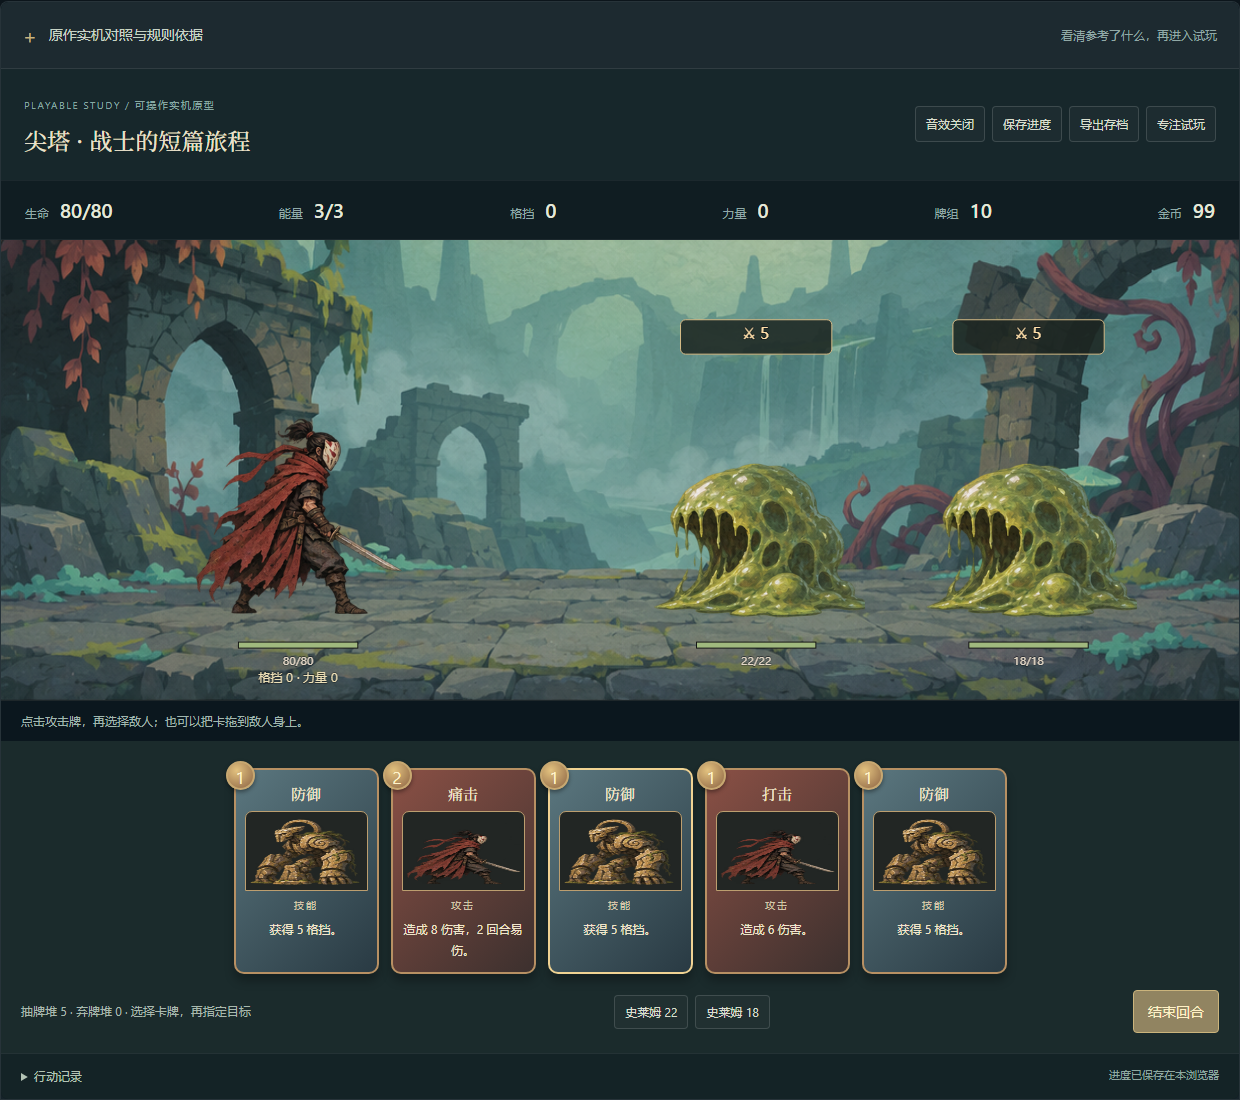 + 原作实机对照与规则依据
看清参考了什么，再进入试玩
PLAYABLE STUDY / 可操作实机原型
尖塔 · 战士的短篇旅程
音效关闭 保存进度 导出存档 专注试玩
生命 80/80 能量 3/3 格挡 0 力量 0 牌组 10 金币 99
⚔ 5
⚔ 5
80/80
格挡 0 · 力量 0
22/22
18/18
点击攻击牌，再选择敌人；也可以把卡拖到敌人身上。
1
防御
技能
获得 5 格挡。
2
痛击
攻击
造成 8 伤害，2 回合易
伤。
1
防御
技能
获得 5 格挡。
1
打击
攻击
造成 6 伤害。
1
防御
技能
获得 5 格挡。
抽牌堆 5 · 弃牌堆 0 · 选择卡牌，再指定目标
史莱姆 22 史莱姆 18
结束回合
▶ 行动记录
进度已保存在本浏览器